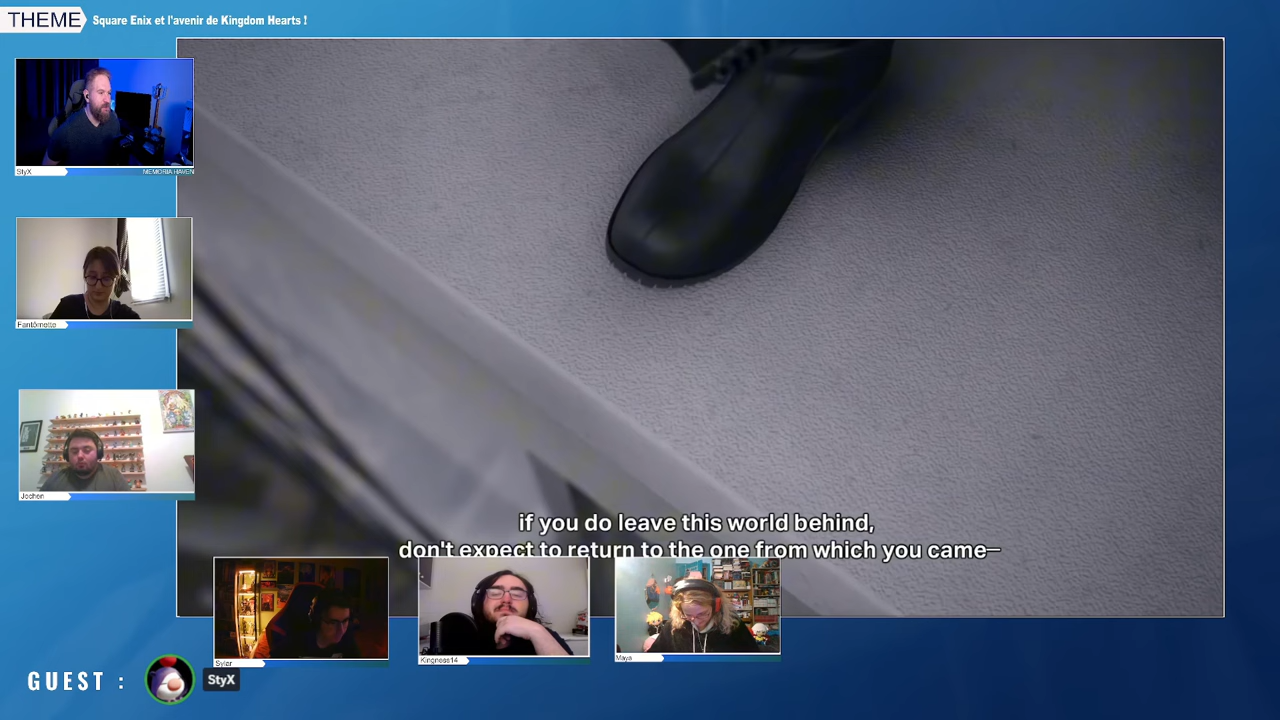 THEME
Square Enix et l'avenir de Kingdom Hearts !
StyX
MEMORIA HAVEN
Fantômette
Jochen
if you do leave this world behind,
don't expect to return to the one from which you came—
Sylar
Kingness14
Maya
GUEST :
StyX